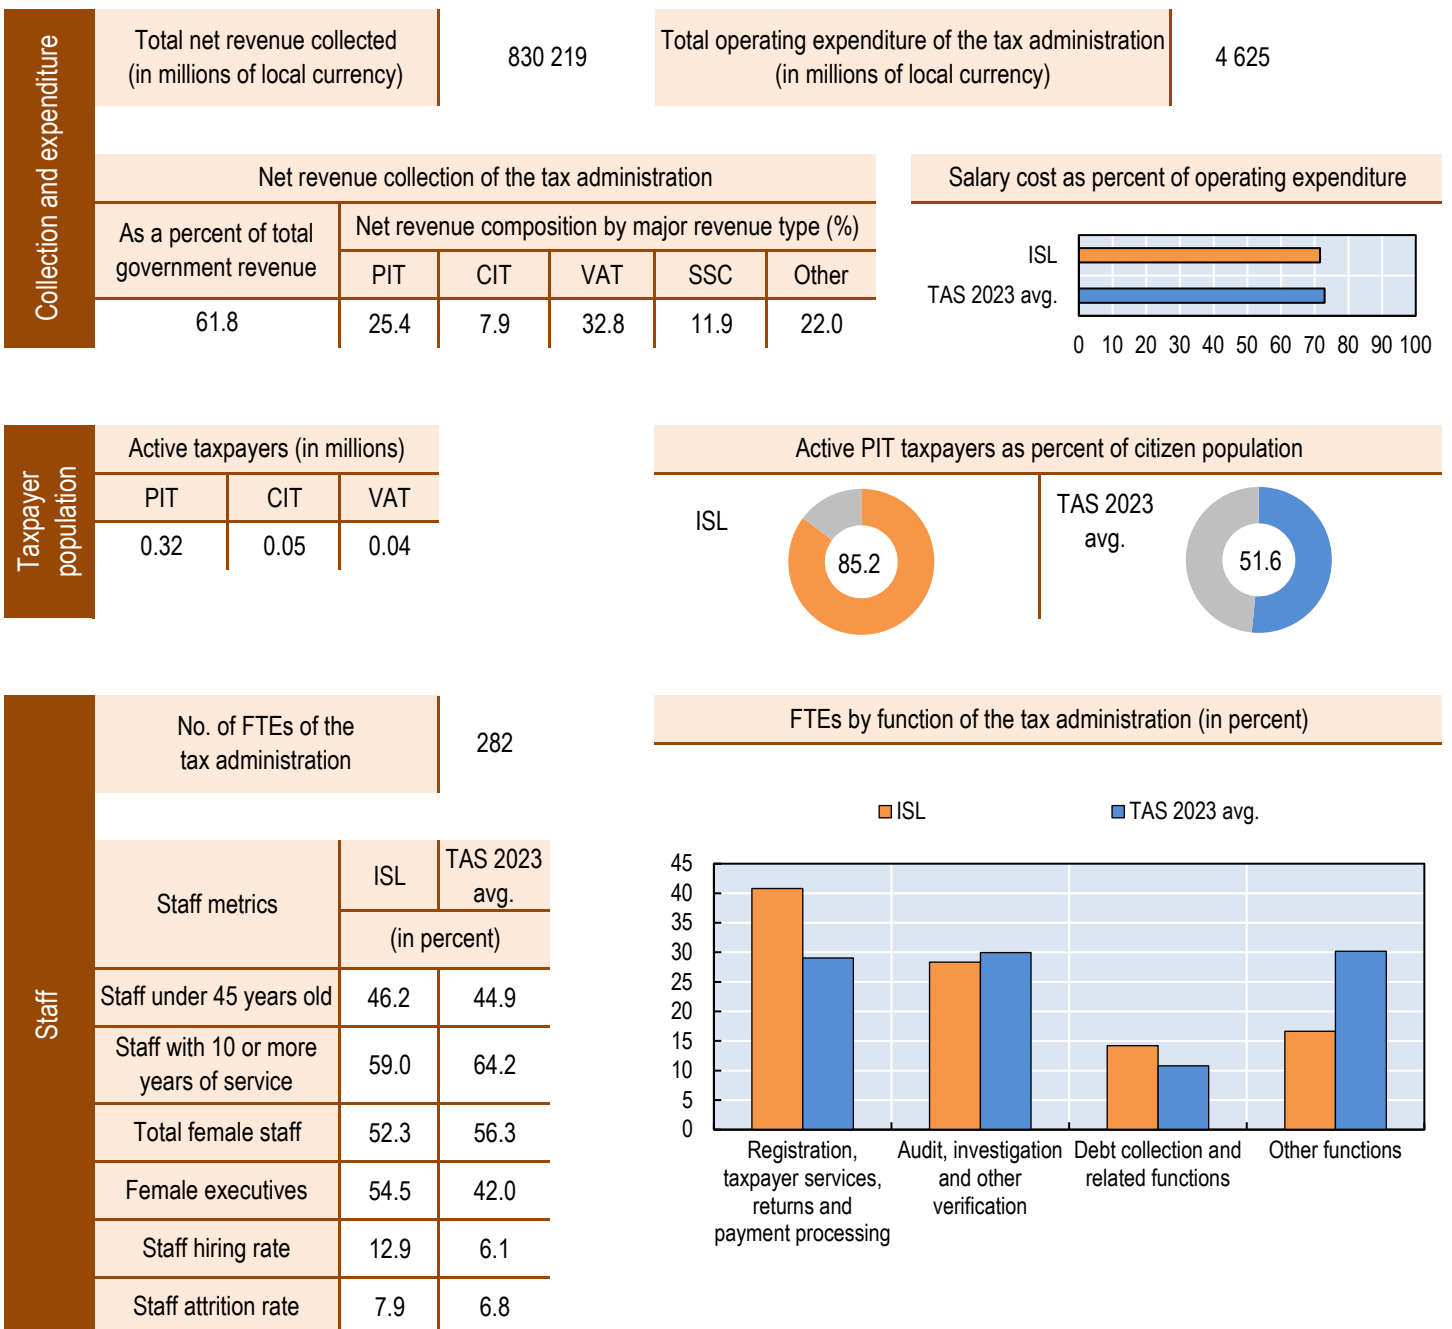 Collection and expenditure
Total net revenue collected
(in millions of local currency)
830 219
Total operating expenditure of the tax administration
(in millions of local currency)
4 625
Net revenue collection of the tax administration
As a percent of total
government revenue
Net revenue composition by major revenue type (%)
PIT CIT VAT SSC Other
61.8 25.4 7.9 32.8 11.9 22.0
Salary cost as percent of operating expenditure
ISL
TAS 2023 avg.
0 10 20 30 40 50 60 70 80 90 100
Taxpayer
population
Active taxpayers (in millions)
PIT CIT VAT
0.32 0.05 0.04
Active PIT taxpayers as percent of citizen population
ISL
85.2
TAS 2023
avg.
51.6
Staff
No. of FTEs of the
tax administration
282
Staff metrics
ISL
TAS 2023
avg.
(in percent)
Staff under 45 years old 46.2 44.9
Staff with 10 or more
years of service
59.0 64.2
Total female staff 52.3 56.3
Female executives 54.5 42.0
Staff hiring rate 12.9 6.1
Staff attrition rate 7.9 6.8
FTEs by function of the tax administration (in percent)
ISL TAS 2023 avg.
45
40
35
30
25
20
15
10
5
0
Registration,
taxpayer services,
returns and
payment processing
Audit, investigation
and other
verification
Debt collection and
related functions
Other functions